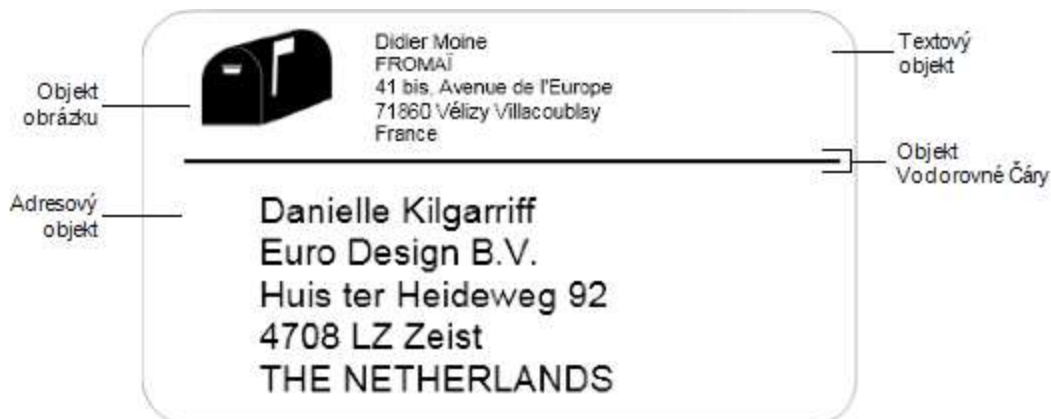 Didier Moine
FROMAÏ
41 bis, Avenue de l'Europe
71860 Vélizy Villacoublay
France
Textový
objekt
Objekt
obrázku
Objekt
Vodorovné Čáry
Adresový
objekt
Danielle Kilgarriff
Euro Design B.V.
Huis ter Heideweg 92
4708 LZ Zeist
THE NETHERLANDS